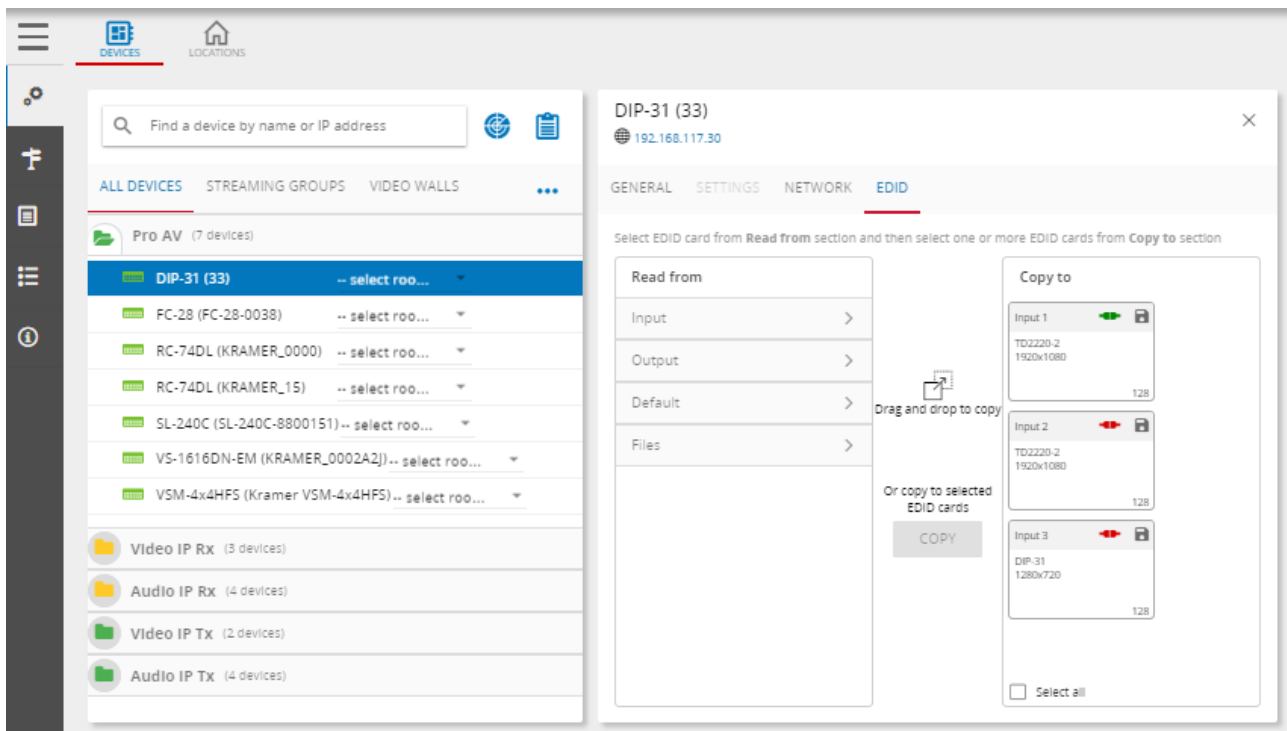 DEVICES
LOCATIONS
Find a device by name or IP address
ALL DEVICES STREAMING GROUPS VIDEO WALLS
Pro AV (7 devices)
DIP-31 (33) -- select roo...
FC-28 (FC-28-0038) -- select roo...
RC-74DL (KRAMER_0000) -- select roo...
RC-74DL (KRAMER_15) -- select roo...
SL-240C (SL-240C-8800151) -- select roo...
VS-1616DN-EM (KRAMER_0002A2J) -- select roo...
VSM-4x4HFS (Kramer VSM-4x4HFS) -- select roo...
Video IP Rx (3 devices)
Audio IP Rx (4 devices)
Video IP Tx (2 devices)
Audio IP Tx (4 devices)
DIP-31 (33)
192.168.117.30
GENERAL SETTINGS NETWORK EDID
Select EDID card from Read from section and then select one or more EDID cards from Copy to section
Read from
Input
Output
Default
Files
Drag and drop to copy
Or copy to selected
EDID cards
COPY
Copy to
Input 1
TD2220-2
1920x1080
128
Input 2
TD2220-2
1920x1080
128
Input 3
DIP-31
1280x720
128
Select all